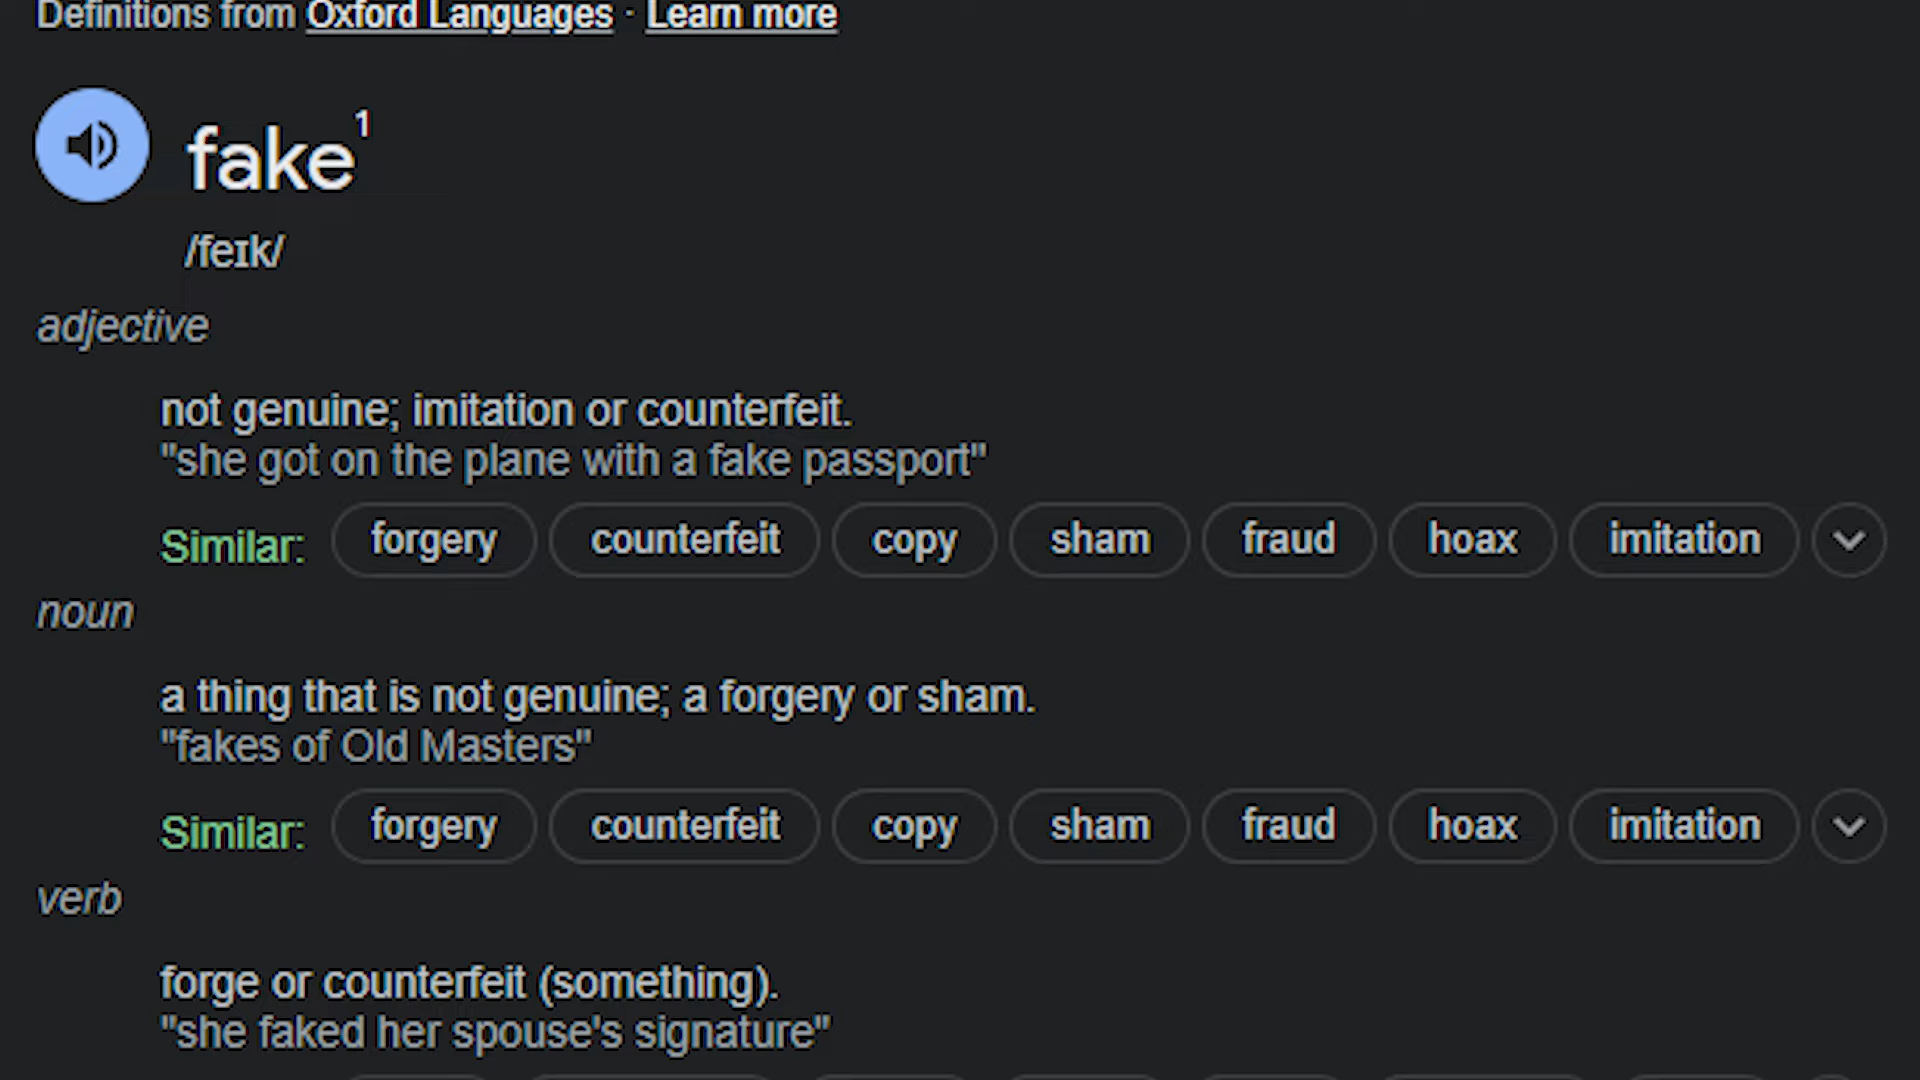 Definitions from Oxford Languages · Learn more
fake¹
/feɪk/
adjective
not genuine; imitation or counterfeit.
"she got on the plane with a fake passport"
Similar: forgery counterfeit copy sham fraud hoax imitation
noun
a thing that is not genuine; a forgery or sham.
"fakes of Old Masters"
Similar: forgery counterfeit copy sham fraud hoax imitation
verb
forge or counterfeit (something).
"she faked her spouse's signature"